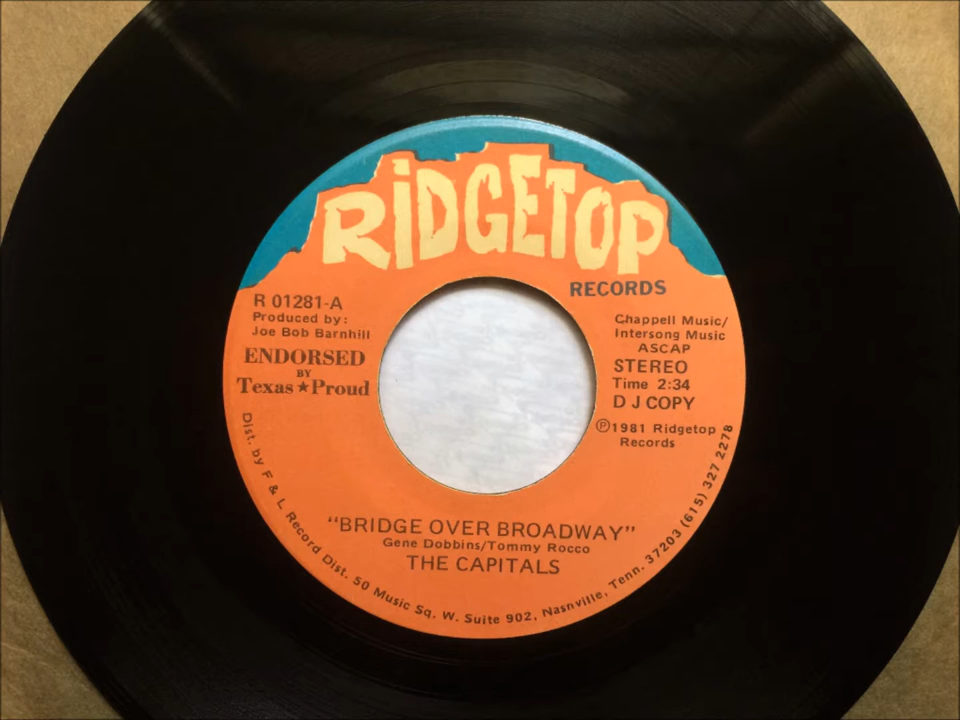 RiDGETOP
RECORDS
R 01281-A
Produced by:
Joe Bob Barnhill
ENDORSED
BY
Texas★Proud
Chappell Music/
Intersong Music
ASCAP
STEREO
Time 2:34
D J COPY
Ⓟ1981 Ridgetop
Records
"BRIDGE OVER BROADWAY"
Gene Dobbins/Tommy Rocco
THE CAPITALS
Dist. by F & L Record Dist. 50 Music Sq. W. Suite 902, Nashville, Tenn. 37203 (615) 327 2278